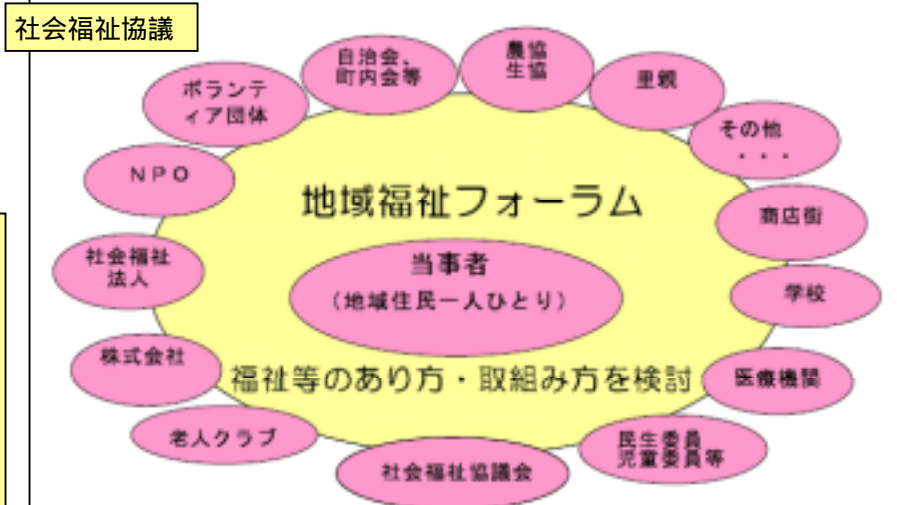 社会福祉協議
自治会、
町内会等
農協
生協
里親
ボランテ
ィア団体
その他
・・・
NPO
地域福祉フォーラム
商店街
社会福祉
法人
当事者
(地域住民一人ひとり)
学校
株式会社
福祉等のあり方・取組み方を検討
医療機関
老人クラブ
民生委員
児童委員等
社会福祉協議会